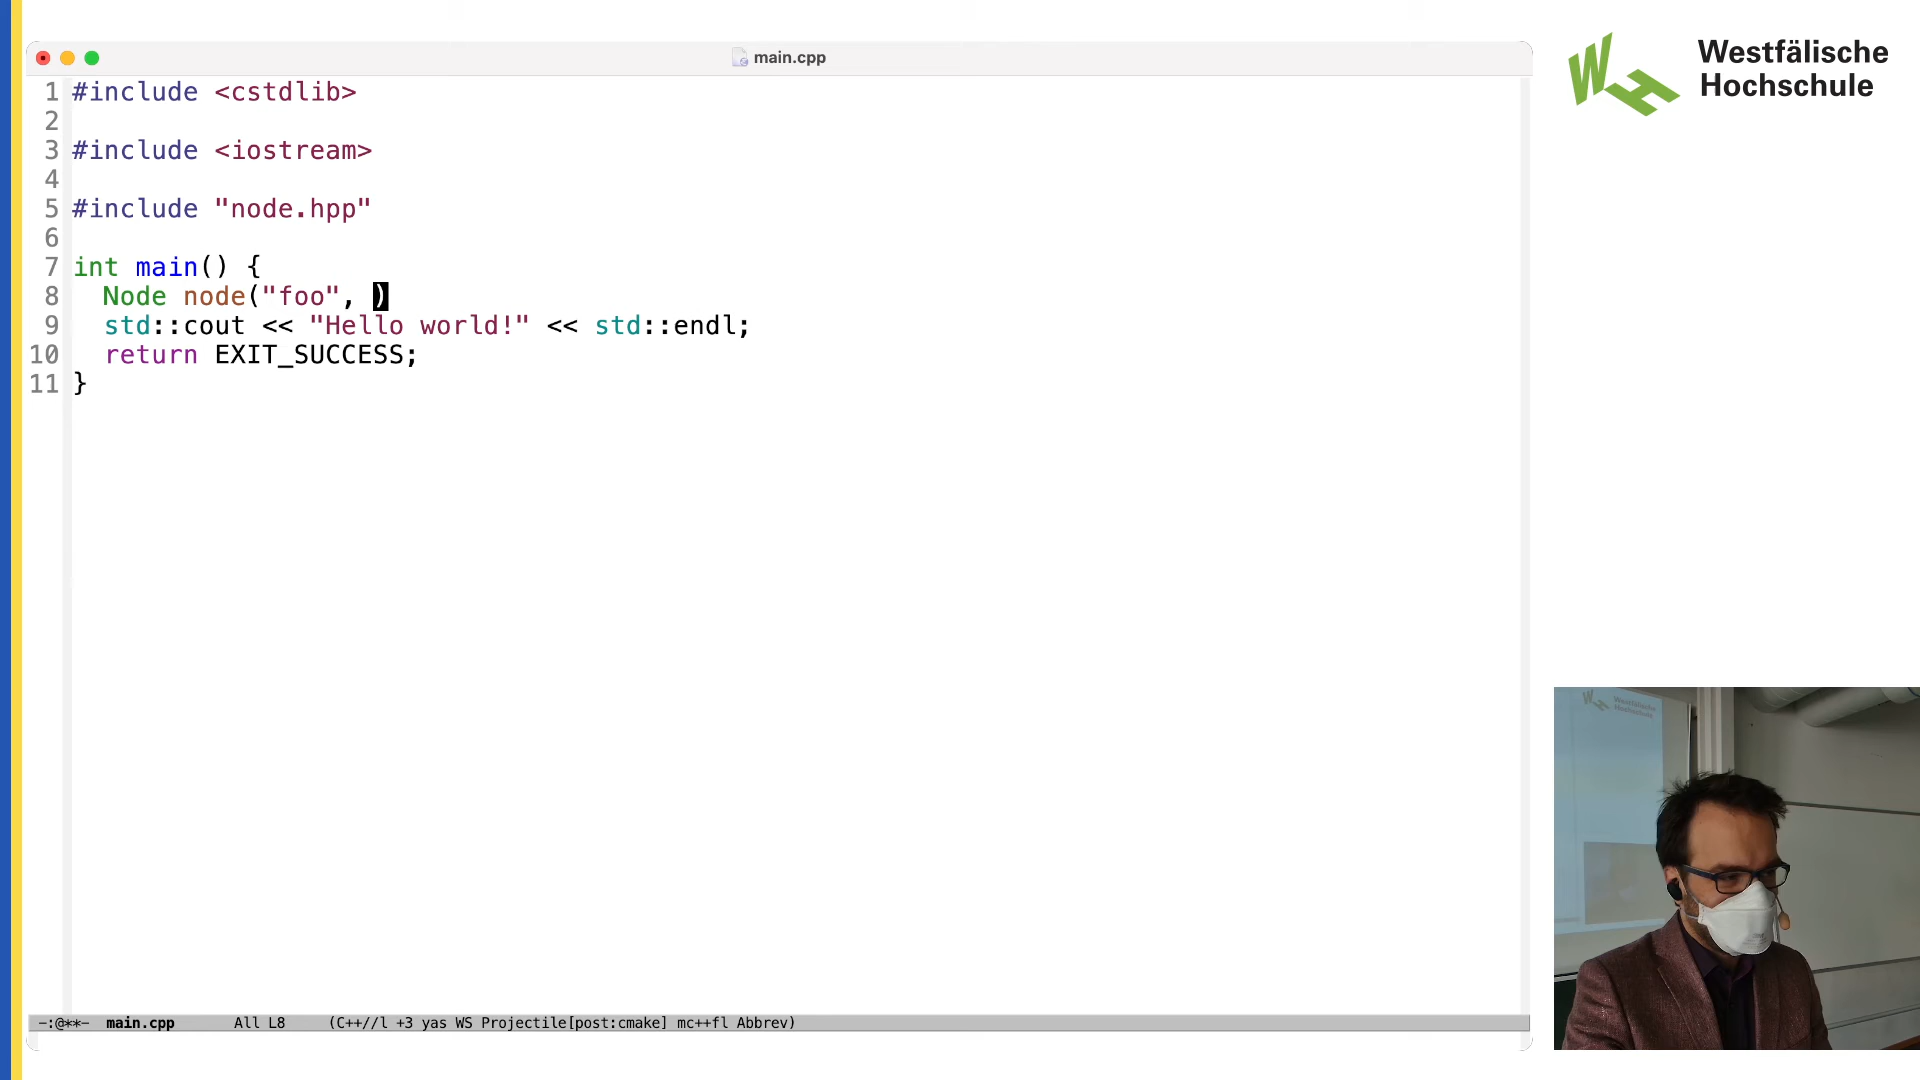 main.cpp
Westfälische
Hochschule
1 #include <cstdlib>
2
3 #include <iostream>
4
5 #include "node.hpp"
6
7 int main() {
8   Node node("foo", )
9   std::cout << "Hello world!" << std::endl;
10   return EXIT_SUCCESS;
11 }
-:@**-  main.cpp       All L8     (C++//l +3 yas WS Projectile[post:cmake] mc++fl Abbrev)
Westfälische
Hochschule